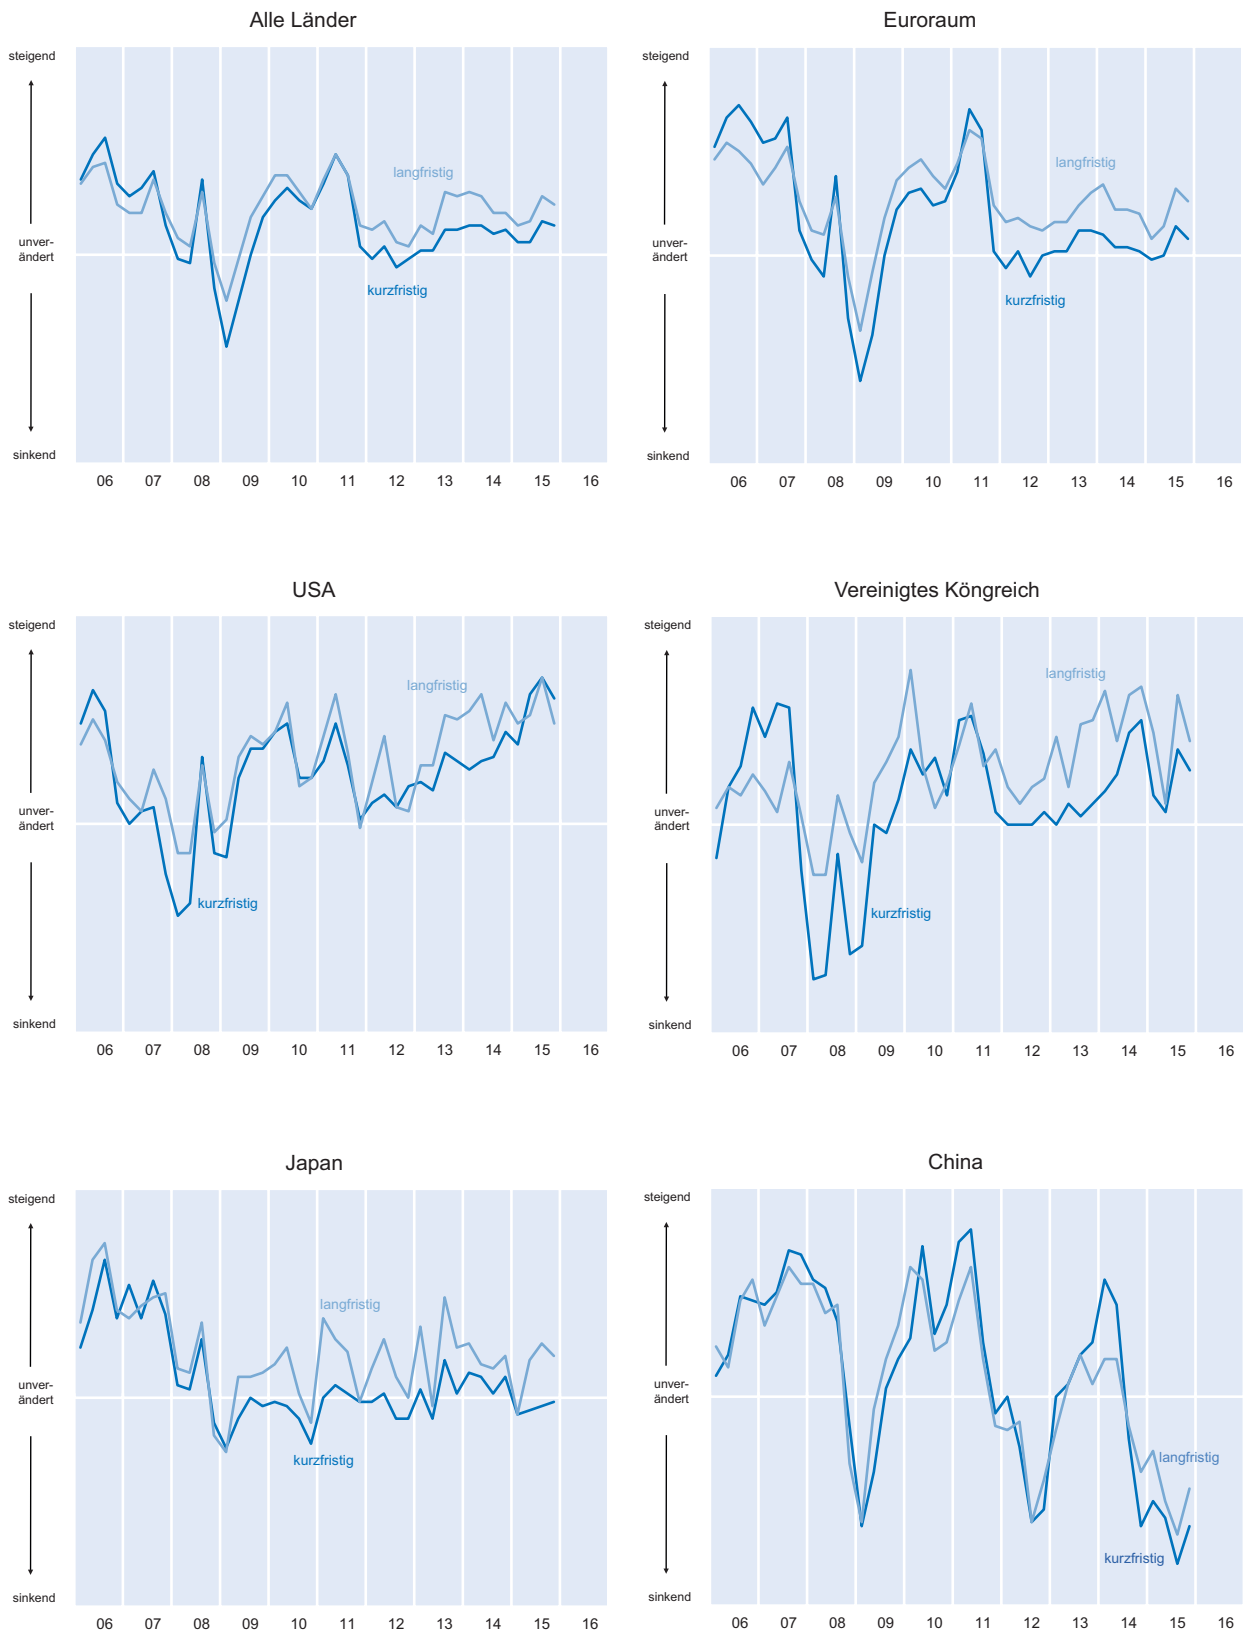 Alle Länder
steigend
unver-
ändert
sinkend
langfristig
kurzfristig
06 07 08 09 10 11 12 13 14 15 16
Euroraum
steigend
unver-
ändert
sinkend
langfristig
kurzfristig
06 07 08 09 10 11 12 13 14 15 16
USA
steigend
unver-
ändert
sinkend
langfristig
kurzfristig
06 07 08 09 10 11 12 13 14 15 16
Vereinigtes Köngreich
steigend
unver-
ändert
sinkend
langfristig
kurzfristig
06 07 08 09 10 11 12 13 14 15 16
Japan
steigend
unver-
ändert
sinkend
langfristig
kurzfristig
06 07 08 09 10 11 12 13 14 15 16
China
steigend
unver-
ändert
sinkend
langfristig
kurzfristig
06 07 08 09 10 11 12 13 14 15 16